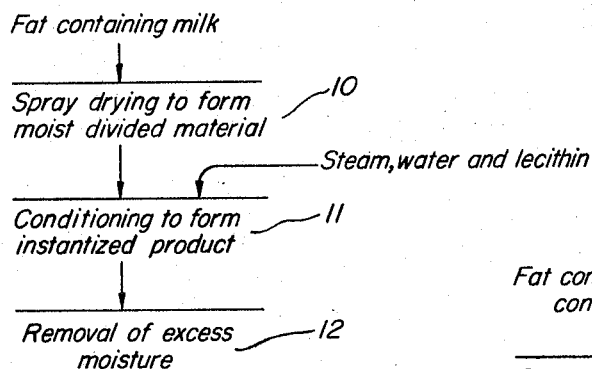 Fat containing milk
Spray drying to form
moist divided material
10
Steam, water and lecithin
Conditioning to form
instantized product
11
Removal of excess
moisture
12
Fat con
con